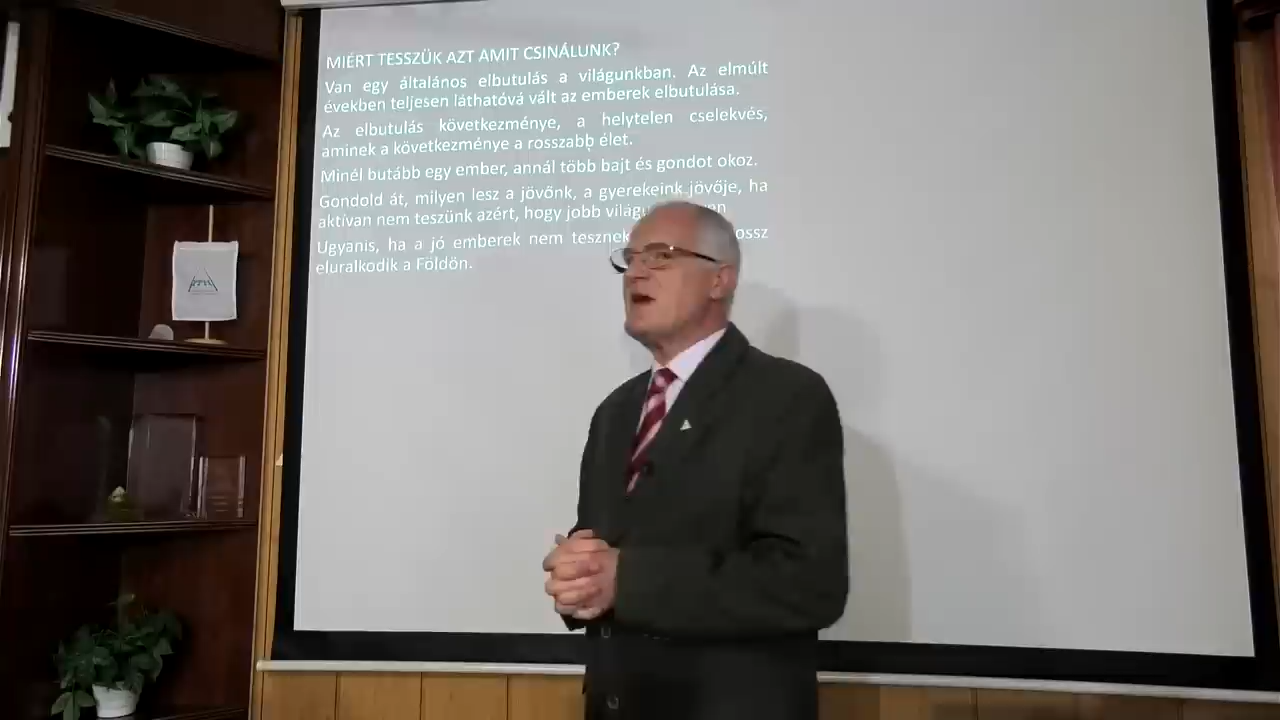 MIÉRT TESSZÜK AZT AMIT CSINÁLUNK?
Van egy általános elbutulás a világunkban. Az elmúlt
években teljesen láthatóvá vált az emberek elbutulása.
Az elbutulás következménye, a helytelen cselekvés,
aminek a következménye a rosszabb élet.
Minél butább egy ember, annál több bajt és gondot okoz.
Gondold át, milyen lesz a jövőnk, a gyerekeink jövője, ha
aktívan nem teszünk azért, hogy jobb
Ugyanis, ha a jó emberek nem tesznek
eluralkodik a Földön.